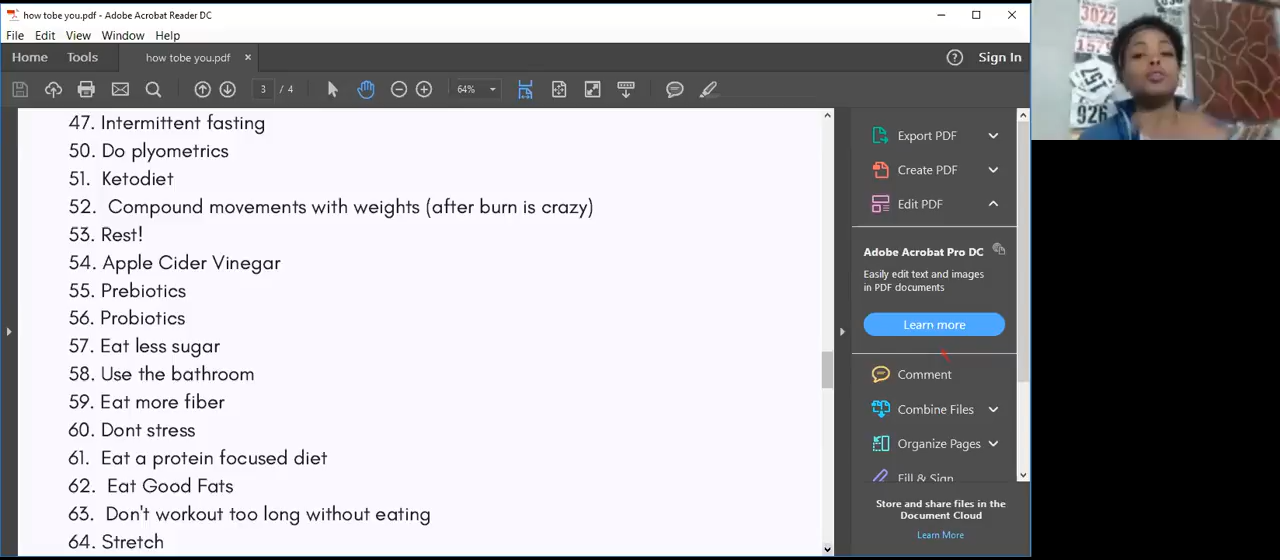 how tobe you.pdf - Adobe Acrobat Reader DC
File Edit View Window Help
Home Tools how tobe you.pdf × Sign In
3 / 4 64%
47. Intermittent fasting
50. Do plyometrics
51. Ketodiet
52. Compound movements with weights (after burn is crazy)
53. Rest!
54. Apple Cider Vinegar
55. Prebiotics
56. Probiotics
57. Eat less sugar
58. Use the bathroom
59. Eat more fiber
60. Dont stress
61. Eat a protein focused diet
62. Eat Good Fats
63. Don't workout too long without eating
64. Stretch
Export PDF
Create PDF
Edit PDF
Adobe Acrobat Pro DC
Easily edit text and images
in PDF documents
Learn more
Comment
Combine Files
Organize Pages
Fill & Sign
Store and share files in the
Document Cloud
Learn More
3022
1579
157
926